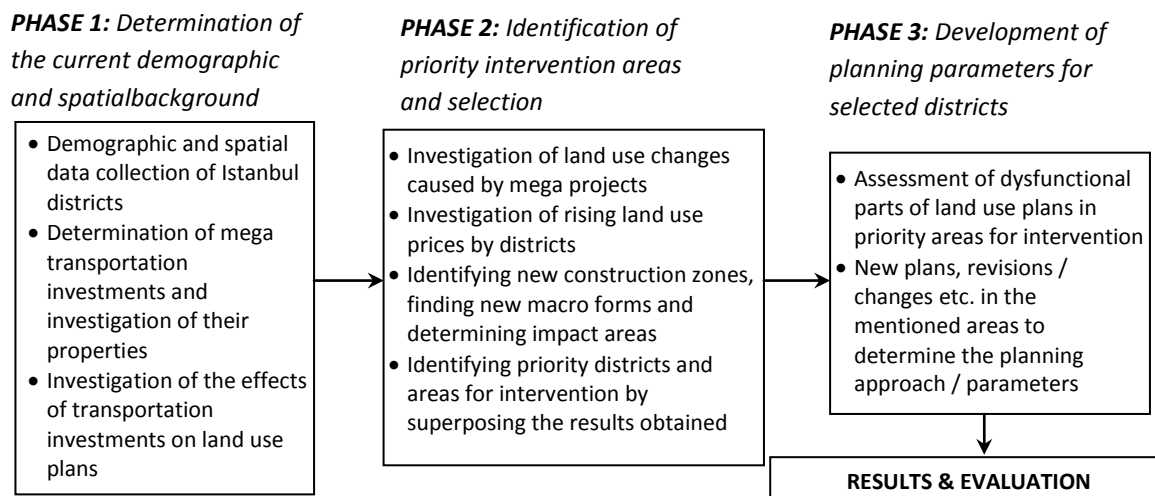 PHASE 1: Determination of
the current demographic
and spatialbackground
• Demographic and spatial
data collection of Istanbul
districts
• Determination of mega
transportation
investments and
investigation of their
properties
• Investigation of the effects
of transportation
investments on land use
plans
PHASE 2: Identification of
priority intervention areas
and selection
• Investigation of land use changes
caused by mega projects
• Investigation of rising land use
prices by districts
• Identifying new construction zones,
finding new macro forms and
determining impact areas
• Identifying priority districts and
areas for intervention by
superposing the results obtained
PHASE 3: Development of
planning parameters for
selected districts
• Assessment of dysfunctional
parts of land use plans in
priority areas for intervention
• New plans, revisions /
changes etc. in the
mentioned areas to
determine the planning
approach / parameters
RESULTS & EVALUATION